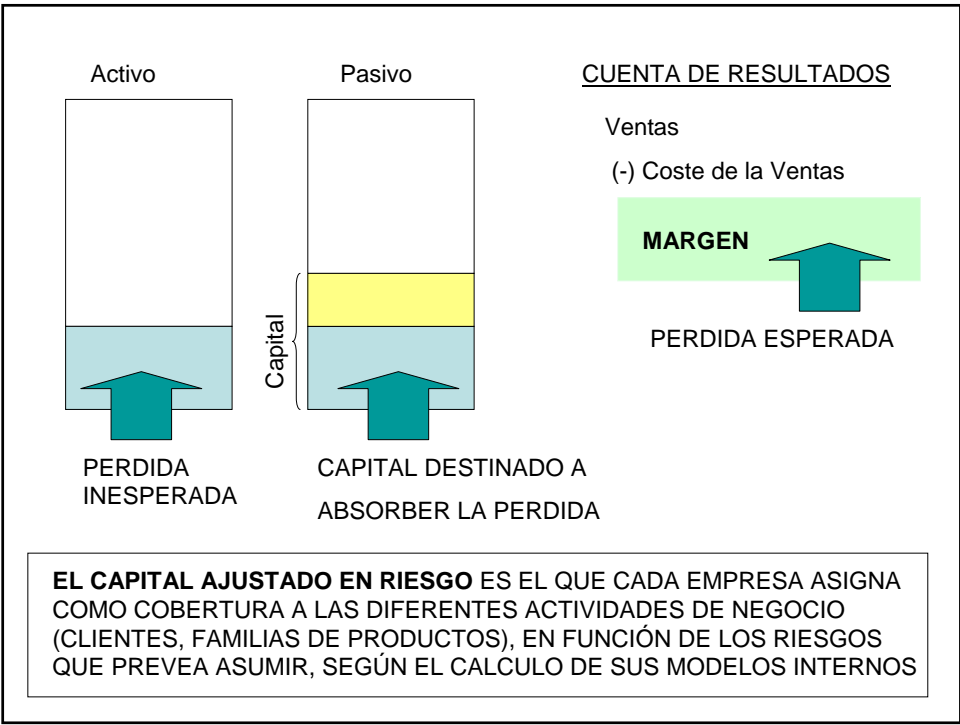 Activo
Pasivo
CUENTA DE RESULTADOS
Ventas
(-) Coste de la Ventas
MARGEN
PERDIDA ESPERADA
Capital
PERDIDA
INESPERADA
CAPITAL DESTINADO A
ABSORBER LA PERDIDA
EL CAPITAL AJUSTADO EN RIESGO ES EL QUE CADA EMPRESA ASIGNA
COMO COBERTURA A LAS DIFERENTES ACTIVIDADES DE NEGOCIO
(CLIENTES, FAMILIAS DE PRODUCTOS), EN FUNCIÓN DE LOS RIESGOS
QUE PREVEA ASUMIR, SEGÚN EL CALCULO DE SUS MODELOS INTERNOS